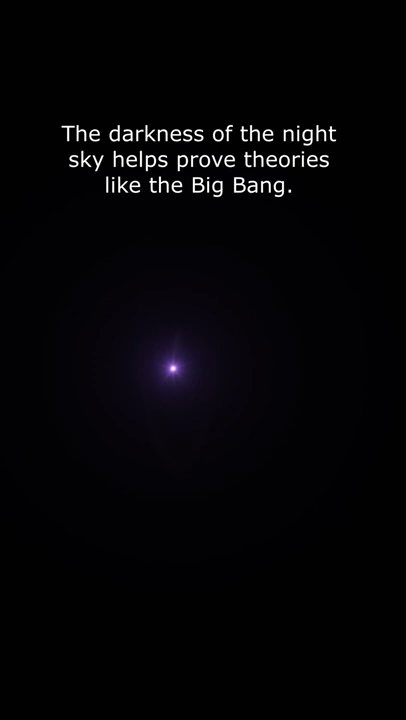 The darkness of the night
sky helps prove theories
like the Big Bang.